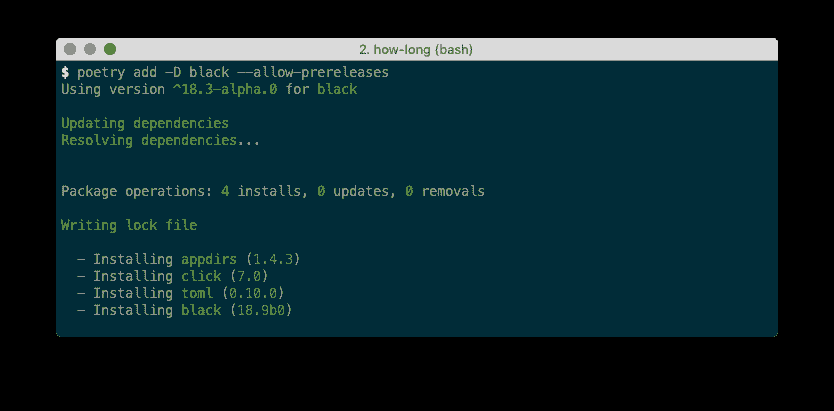 2. how-long (bash)
$ poetry add -D black --allow-prereleases
Using version ^18.3-alpha.0 for black
Updating dependencies
Resolving dependencies...
Package operations: 4 installs, 0 updates, 0 removals
Writing lock file
- Installing appdirs (1.4.3)
- Installing click (7.0)
- Installing toml (0.10.0)
- Installing black (18.9b0)